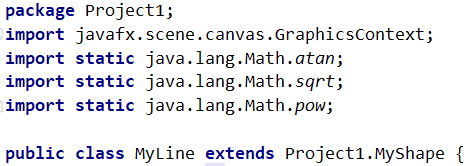 package Project1;
import javafx.scene.canvas.GraphicsContext;
import static java.lang.Math.atan;
import static java.lang.Math.sqrt;
import static java.lang.Math.pow;
public class MyLine extends Project1.MyShape {